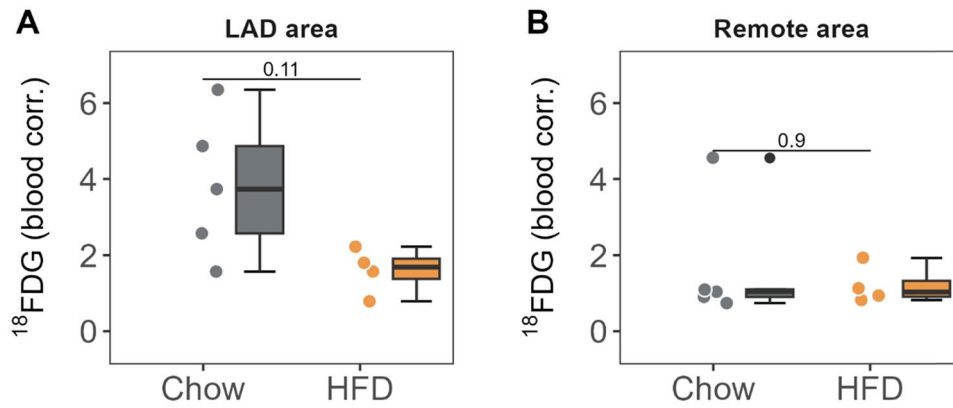 A
LAD area
¹⁸FDG (blood corr.)
0.11
6
4
2
0
Chow
HFD
B
Remote area
¹⁸FDG (blood corr.)
0.9
6
4
2
0
Chow
HFD